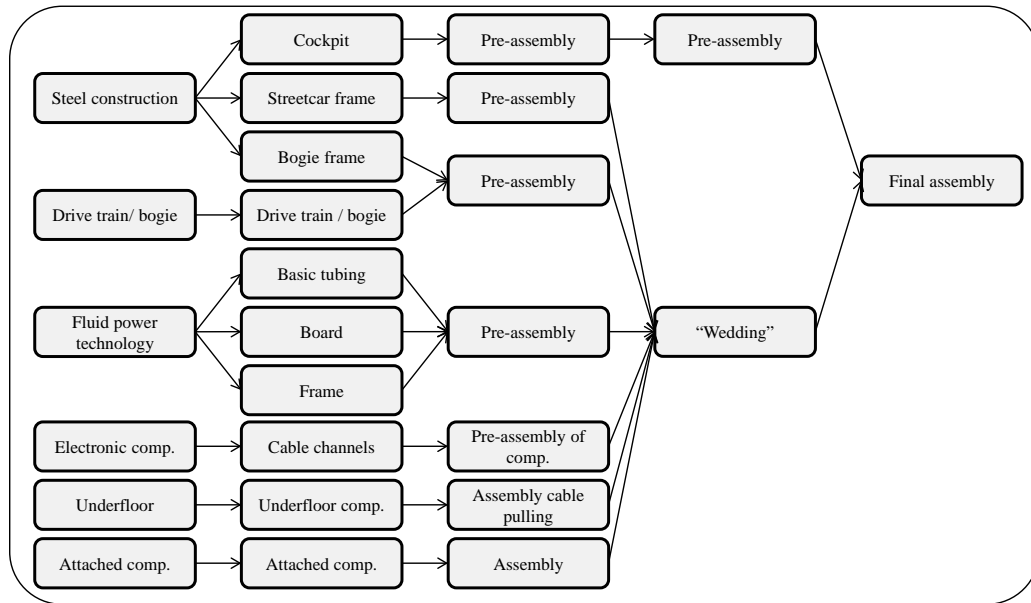 Cockpit
Pre-assembly
Pre-assembly
Steel construction
Streetcar frame
Pre-assembly
Bogie frame
Pre-assembly
Final assembly
Drive train/ bogie
Drive train / bogie
Basic tubing
Fluid power
technology
Board
Pre-assembly
“Wedding”
Frame
Electronic comp.
Cable channels
Pre-assembly of
comp.
Underfloor
Underfloor comp.
Assembly cable
pulling
Attached comp.
Attached comp.
Assembly